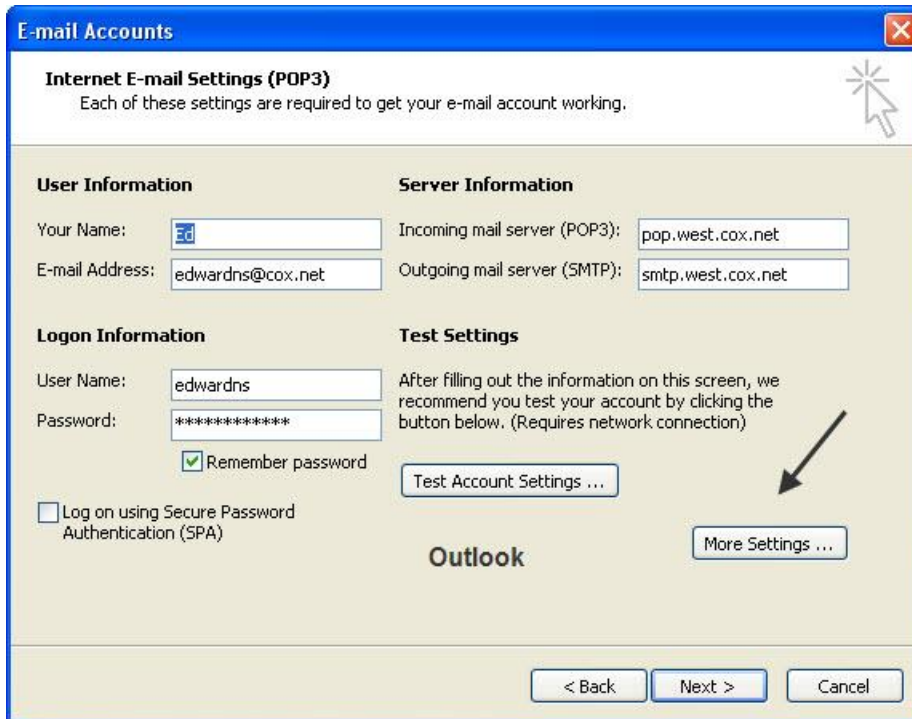 E-mail Accounts
Internet E-mail Settings (POP3)
Each of these settings are required to get your e-mail account working.
User Information
Your Name: Ed
E-mail Address: edwardns@cox.net
Server Information
Incoming mail server (POP3): pop.west.cox.net
Outgoing mail server (SMTP): smtp.west.cox.net
Logon Information
User Name: edwardns
Password: ************
Remember password
Log on using Secure Password
Authentication (SPA)
Test Settings
After filling out the information on this screen, we
recommend you test your account by clicking the
button below. (Requires network connection)
Test Account Settings ...
More Settings ...
Outlook
< Back
Next >
Cancel